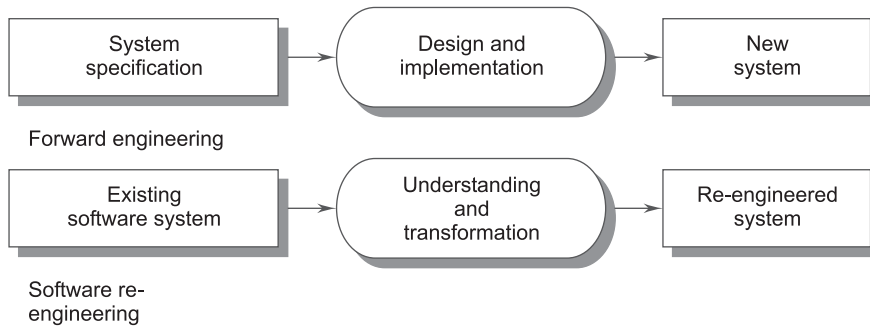 System
specification
Design and
implementation
New
system
Forward engineering
Existing
software system
Understanding
and
transformation
Re-engineered
system
Software re-
engineering